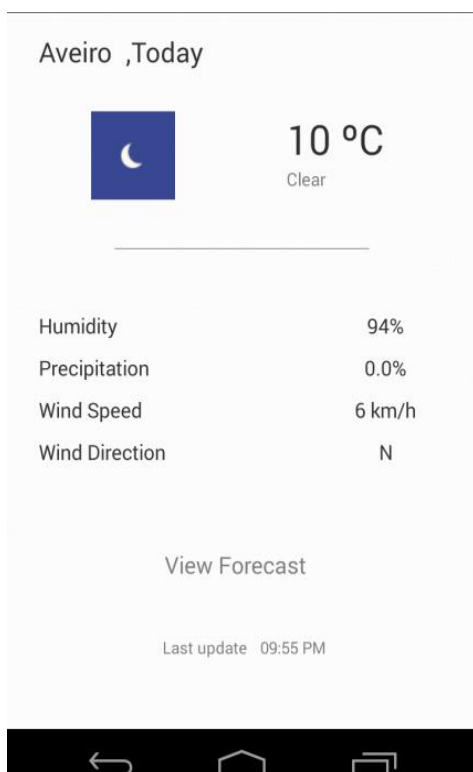 Aveiro ,Today
10 ºC
Clear
Humidity 94%
Precipitation 0.0%
Wind Speed 6 km/h
Wind Direction N
View Forecast
Last update 09:55 PM